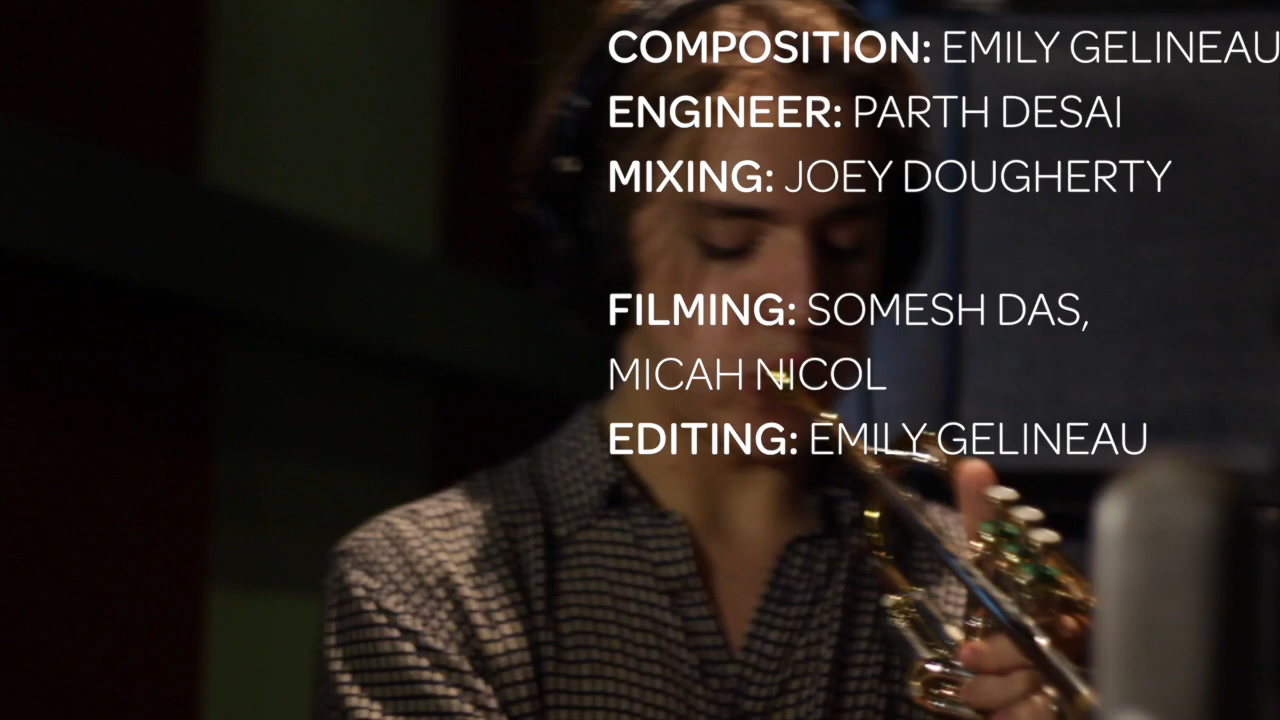 COMPOSITION: EMILY GELINEAU
ENGINEER: PARTH DESAI
MIXING: JOEY DOUGHERTY
FILMING: SOMESH DAS,
MICAH NICOL
EDITING: EMILY GELINEAU